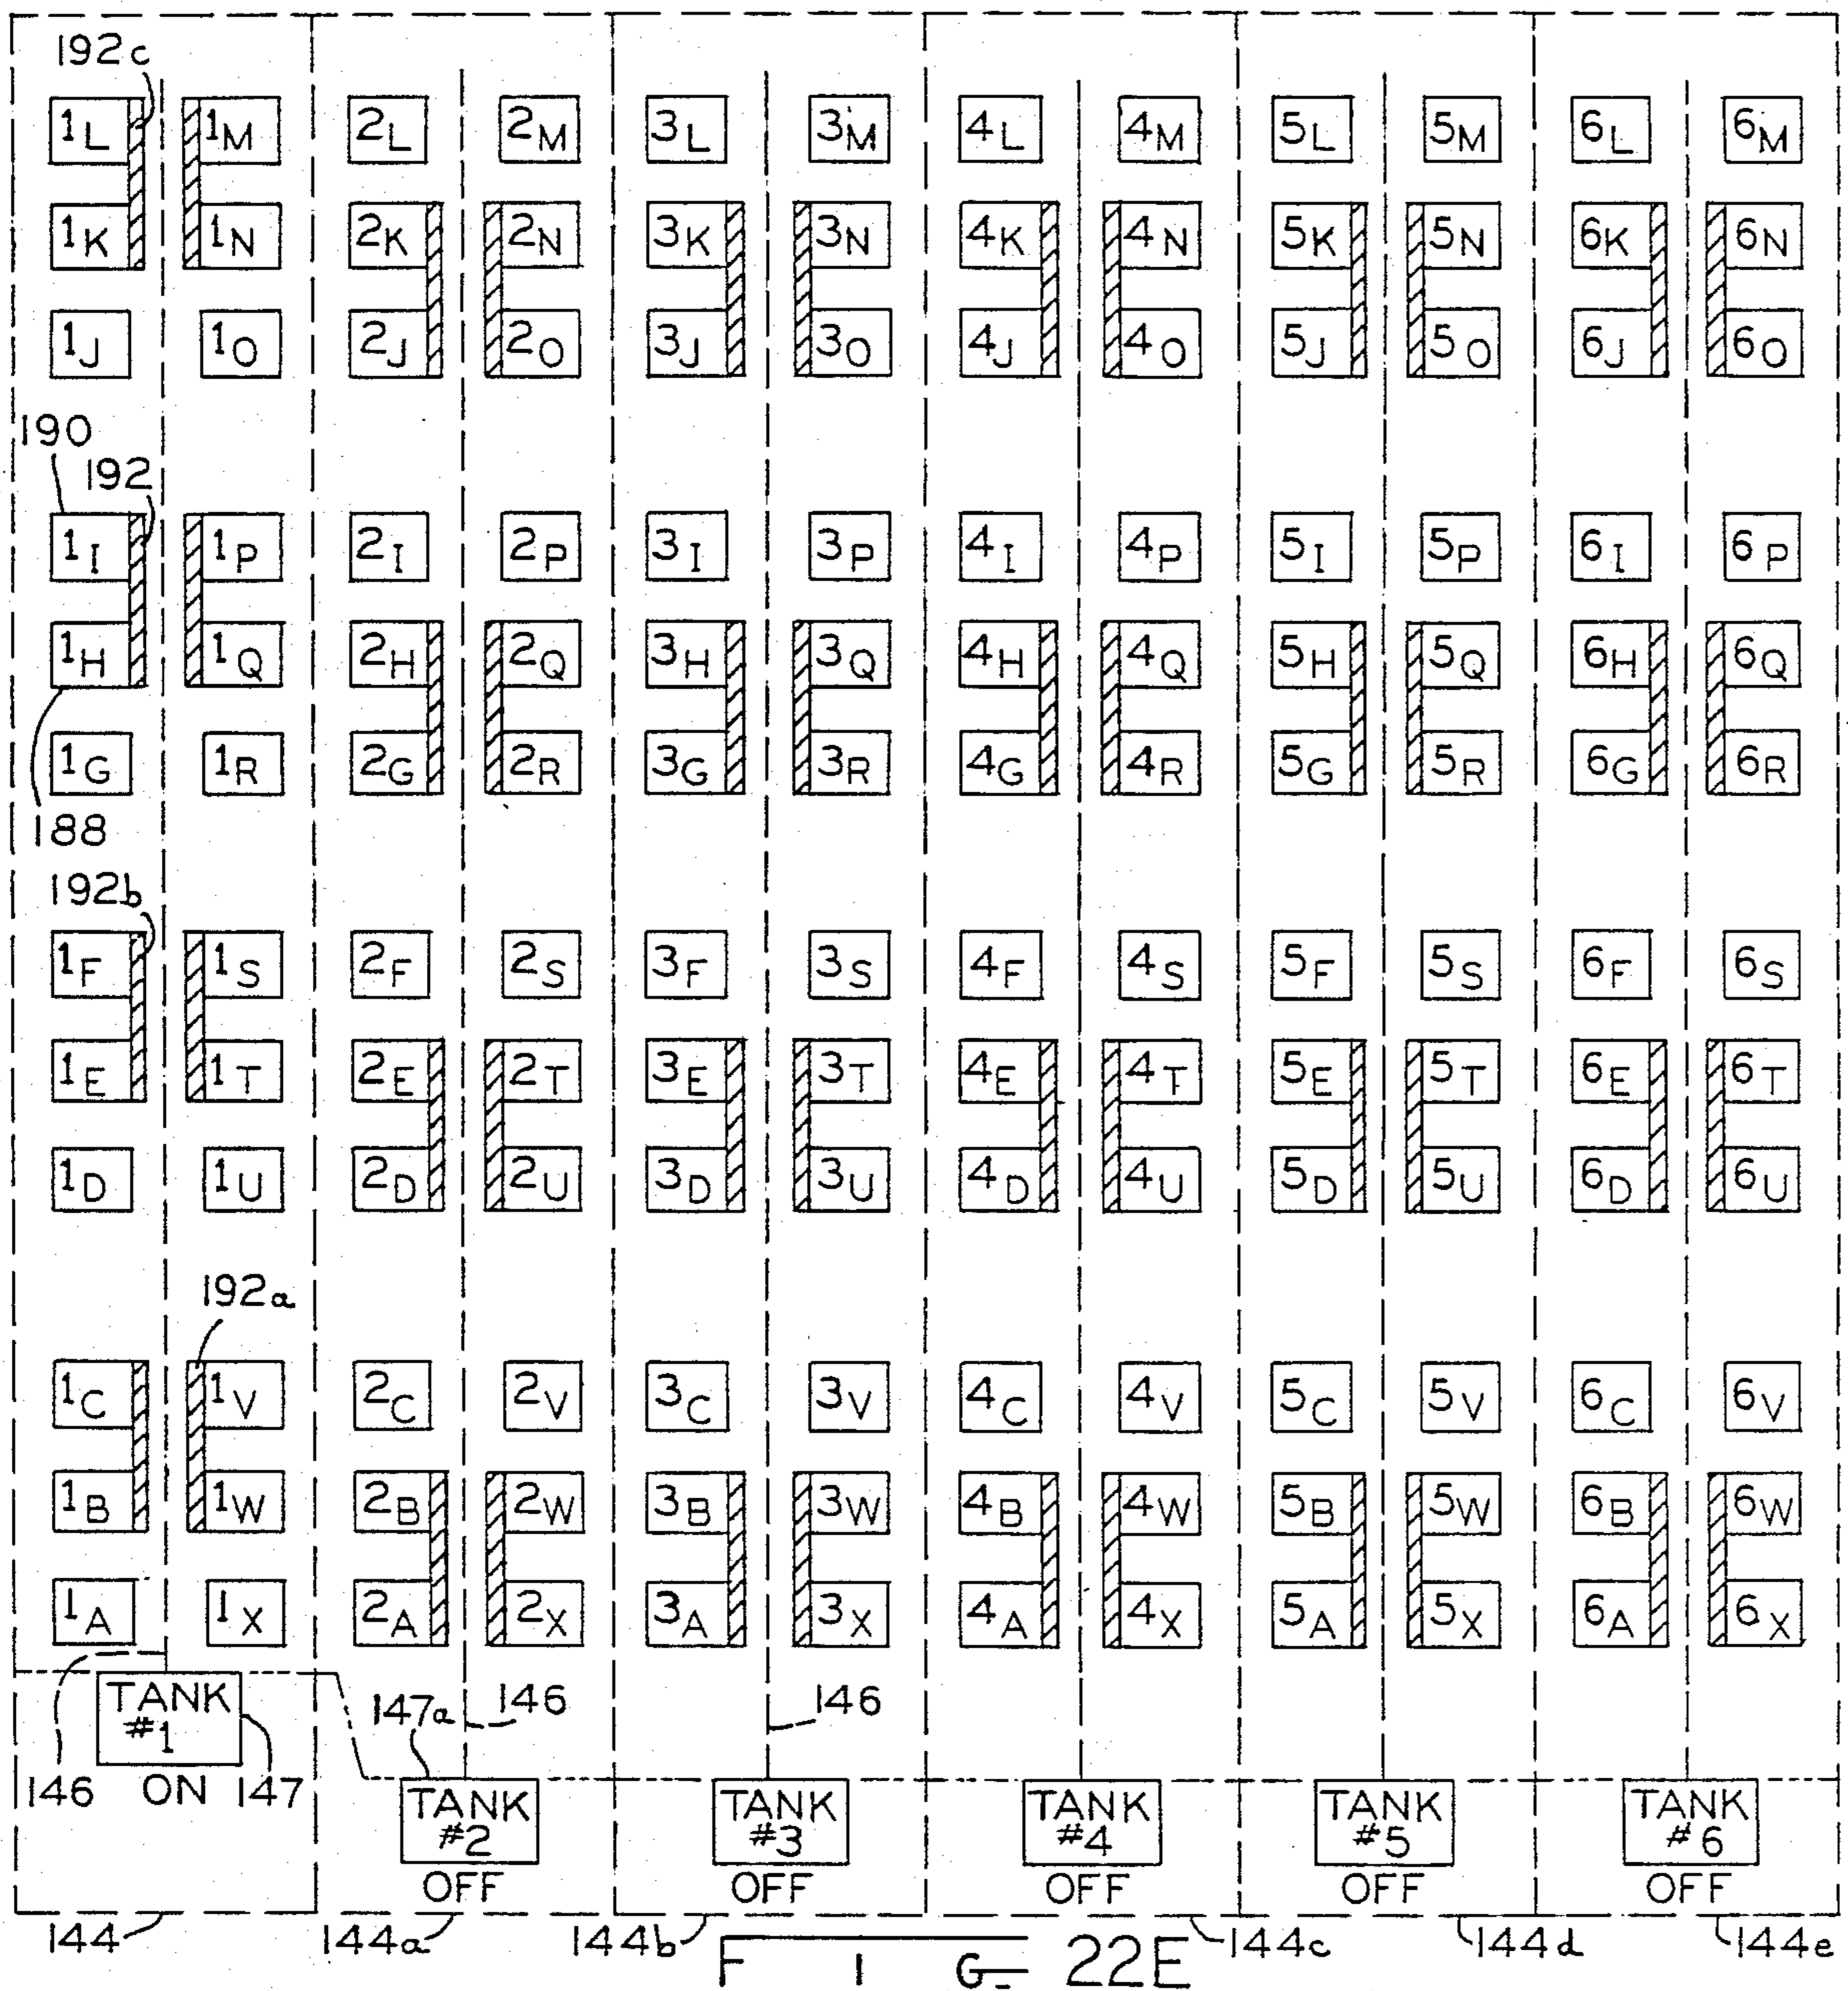 192c
1L 1M 2L 2M 3L 3M 4L 4M 5L 5M 6L 6M
1K 1N 2K 2N 3K 3N 4K 4N 5K 5N 6K 6N
1J 1O 2J 2O 3J 3O 4J 4O 5J 5O 6J 6O
190
192
1I 1P 2I 2P 3I 3P 4I 4P 5I 5P 6I 6P
1H 1Q 2H 2Q 3H 3Q 4H 4Q 5H 5Q 6H 6Q
1G 1R 2G 2R 3G 3R 4G 4R 5G 5R 6G 6R
188
192b
1F 1S 2F 2S 3F 3S 4F 4S 5F 5S 6F 6S
1E 1T 2E 2T 3E 3T 4E 4T 5E 5T 6E 6T
1D 1U 2D 2U 3D 3U 4D 4U 5D 5U 6D 6U
192a
1C 1V 2C 2V 3C 3V 4C 4V 5C 5V 6C 6V
1B 1W 2B 2W 3B 3W 4B 4W 5B 5W 6B 6W
1A 1X 2A 2X 3A 3X 4A 4X 5A 5X 6A 6X
TANK
#1
147a 146 146
146 ON 147
TANK TANK TANK TANK TANK
#2 #3 #4 #5 #6
OFF OFF OFF OFF OFF
144 144a 144b 144c 144d 144e
FIG 22E